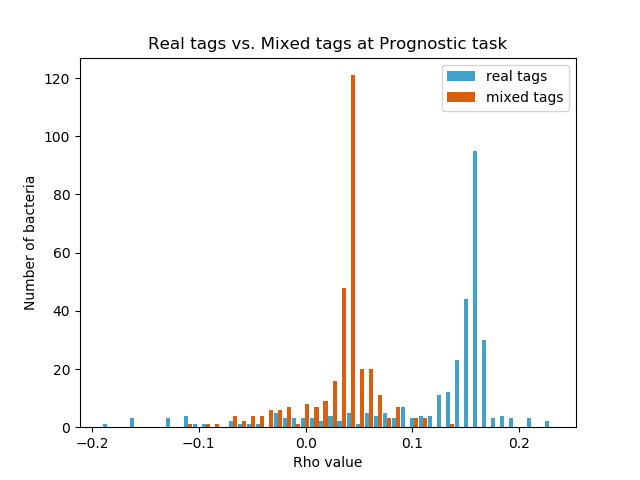 Real tags vs. Mixed tags at Prognostic task
real tags
mixed tags
Number of bacteria
120
100
80
60
40
20
0
−0.2
−0.1
0.0
0.1
0.2
Rho value